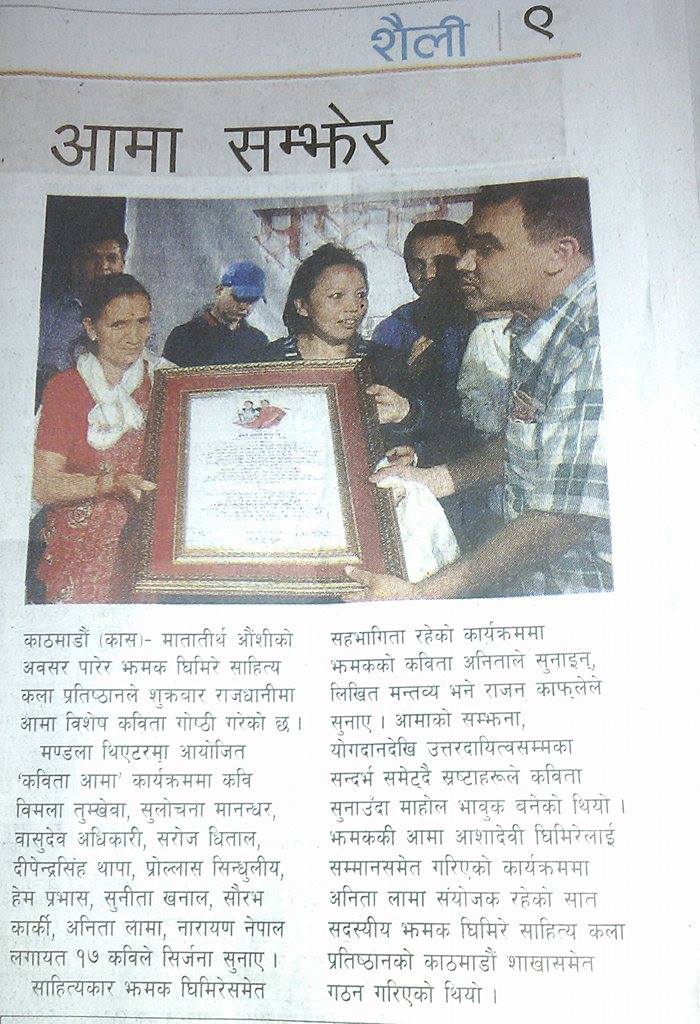 शैली | ९
आमा सम्झेर
काठमाडौं (कास)- मातातीर्थ औंशीको
अवसर पारेर झमक घिमिरे साहित्य
कला प्रतिष्ठानले शुक्रवार राजधानीमा
आमा विशेष कविता गोष्ठी गरेको छ ।
मण्डला थिएटरमा आयोजित
‘कविता आमा’ कार्यक्रममा कवि
विमला तुम्खेवा, सुलोचना मानन्धर,
वासुदेव अधिकारी, सरोज धिताल,
दीपेन्द्रसिंह थापा, प्रोल्लास सिन्धुलीय,
हेम प्रभास, सुनीता खनाल, सौरभ
कार्की, अनिता लामा, नारायण नेपाल
लगायत १७ कविले सिर्जना सुनाए ।
साहित्यकार झमक घिमिरेसमेत
सहभागिता रहेको कार्यक्रममा
झमकको कविता अनिताले सुनाइन्,
लिखित मन्तव्य भने राजन काफ्लेले
सुनाए । आमाको सम्झना,
योगदानदेखि उत्तरदायित्वसम्मका
सन्दर्भ समेट्दै स्रष्टाहरूले कविता
सुनाउँदा माहोल भावुक बनेको थियो ।
झमककी आमा आशादेवी घिमिरेलाई
सम्मानसमेत गरिएको कार्यक्रममा
अनिता लामा संयोजक रहेको सात
सदस्यीय झमक घिमिरे साहित्य कला
प्रतिष्ठानको काठमाडौं शाखासमेत
गठन गरिएको थियो ।